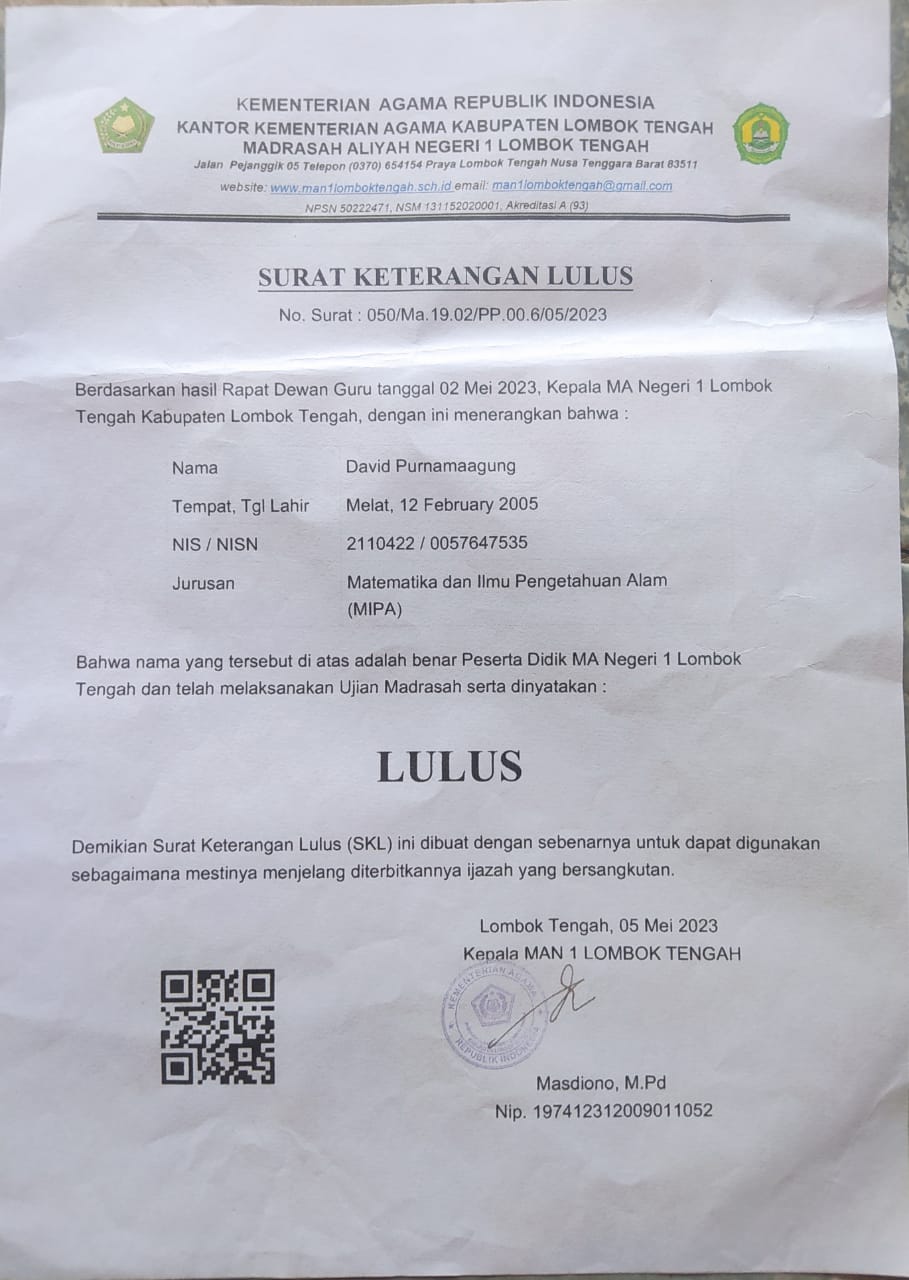 KEMENTERIAN AGAMA REPUBLIK INDONESIA
KANTOR KEMENTERIAN AGAMA KABUPATEN LOMBOK TENGAH
MADRASAH ALIYAH NEGERI 1 LOMBOK TENGAH
Jalan Pejanggik 05 Telepon (0370) 654154 Praya Lombok Tengah Nusa Tenggara Barat 83511
website: www.man1lomboktengah.sch.id email: man1lomboktengah@gmail.com
NPSN 50222471, NSM 131152020001, Akreditasi A (93)
SURAT KETERANGAN LULUS
No. Surat : 050/Ma.19.02/PP.00.6/05/2023
Berdasarkan hasil Rapat Dewan Guru tanggal 02 Mei 2023, Kepala MA Negeri 1 Lombok
Tengah Kabupaten Lombok Tengah, dengan ini menerangkan bahwa :
Nama David Purnamaagung
Tempat, Tgl Lahir Melat, 12 February 2005
NIS / NISN 2110422 / 0057647535
Jurusan Matematika dan Ilmu Pengetahuan Alam
(MIPA)
Bahwa nama yang tersebut di atas adalah benar Peserta Didik MA Negeri 1 Lombok
Tengah dan telah melaksanakan Ujian Madrasah serta dinyatakan :
LULUS
Demikian Surat Keterangan Lulus (SKL) ini dibuat dengan sebenarnya untuk dapat digunakan
sebagaimana mestinya menjelang diterbitkannya ijazah yang bersangkutan.
Lombok Tengah, 05 Mei 2023
Kepala MAN 1 LOMBOK TENGAH
KEMENTERIAN AGAMA
REPUBLIK INDONESIA
Masdiono, M.Pd
Nip. 197412312009011052